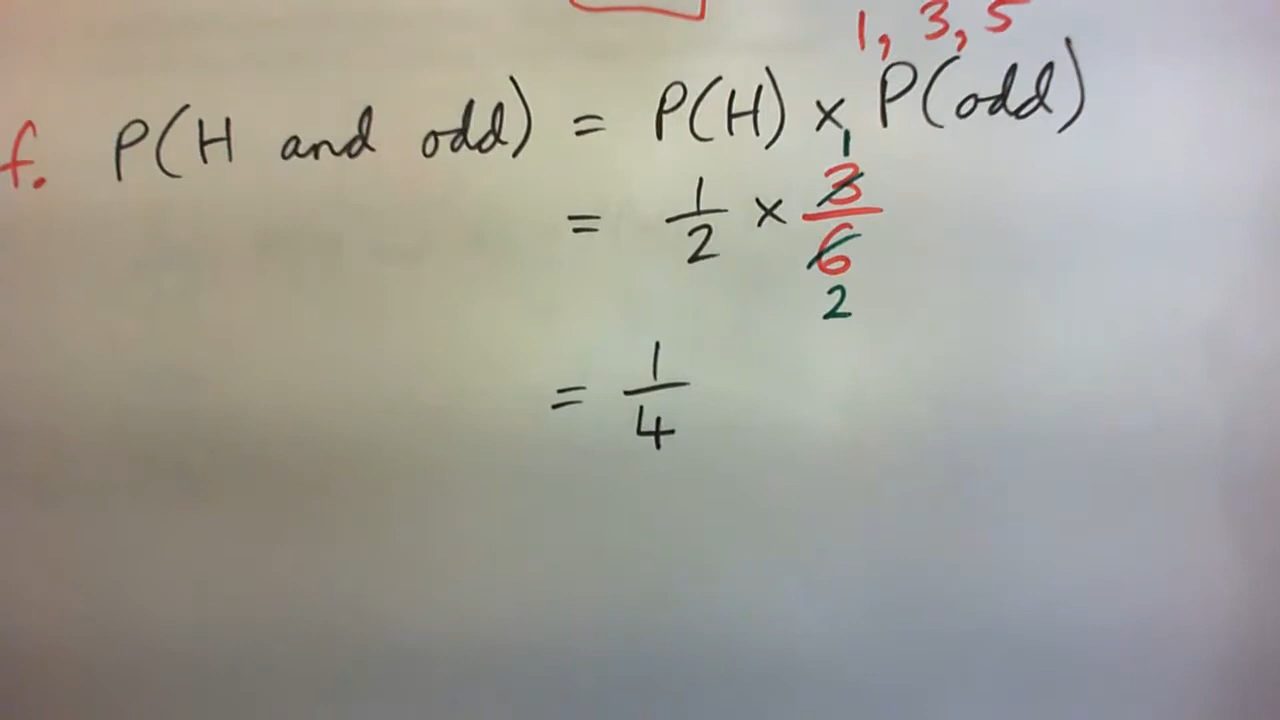 1, 3, 5
f. P(H and odd) = P(H) × P(odd)
1
= 1/2 × 3/6
2
= 1/4